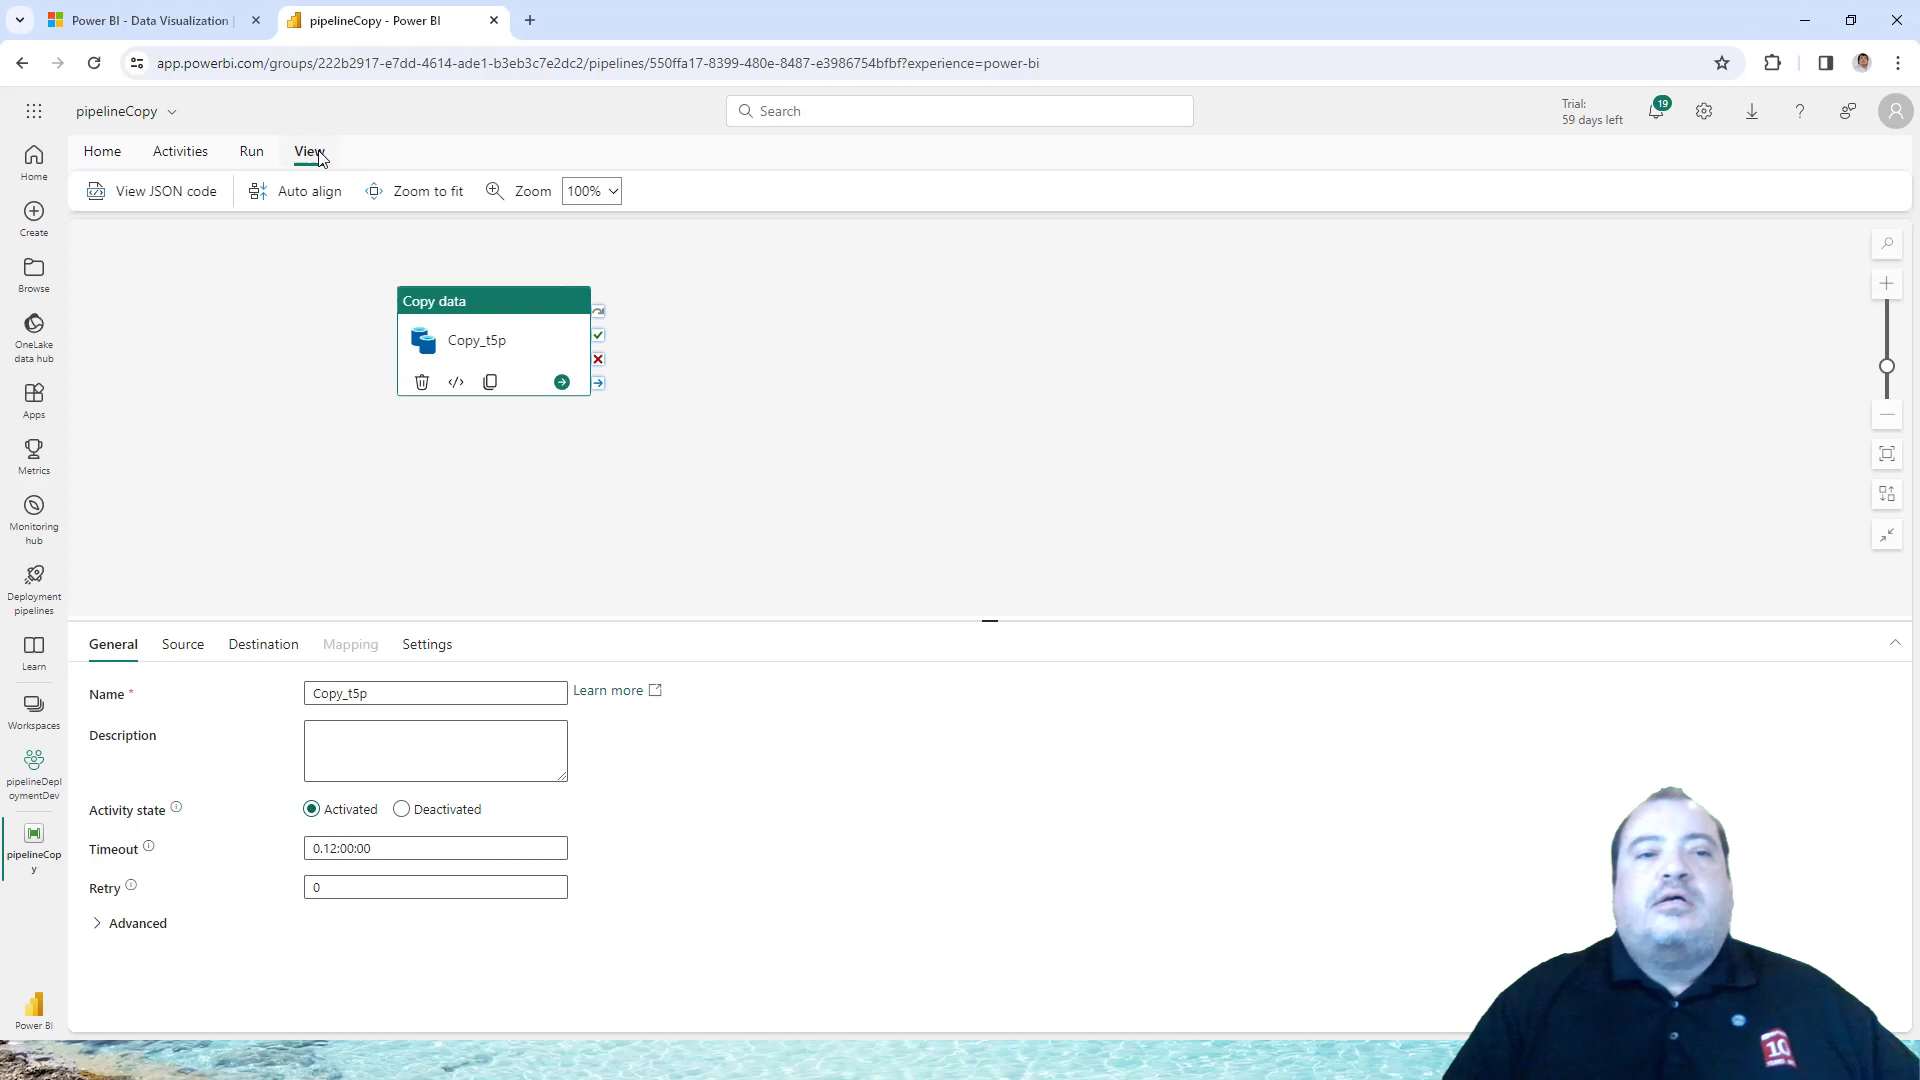 Power BI - Data Visualization
pipelineCopy - Power BI
app.powerbi.com/groups/222b2917-e7dd-4614-ade1-b3eb3c7e2dc2/pipelines/550ffa17-8399-480e-8487-e3986754bfbf?experience=power-bi
pipelineCopy
Search
Trial:
59 days left
19
Home Activities Run View
View JSON code Auto align Zoom to fit Zoom 100%
Home
Create
Browse
OneLake
data hub
Apps
Metrics
Monitoring
hub
Deployment
pipelines
Learn
Workspaces
pipelineDepl
oymentDev
pipelineCop
y
Power BI
Copy data
Copy_t5p
General Source Destination Mapping Settings
Name * Copy_t5p Learn more
Description
Activity state Activated Deactivated
Timeout 0.12:00:00
Retry 0
Advanced
10